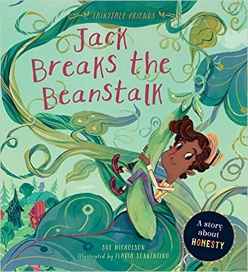 FAIRYTALE FRIENDS
Jack
Breaks the
Beanstalk
A story
about
HONESTY
SUE NICHOLSON
Illustrated by FLAVIA SORRENTINO